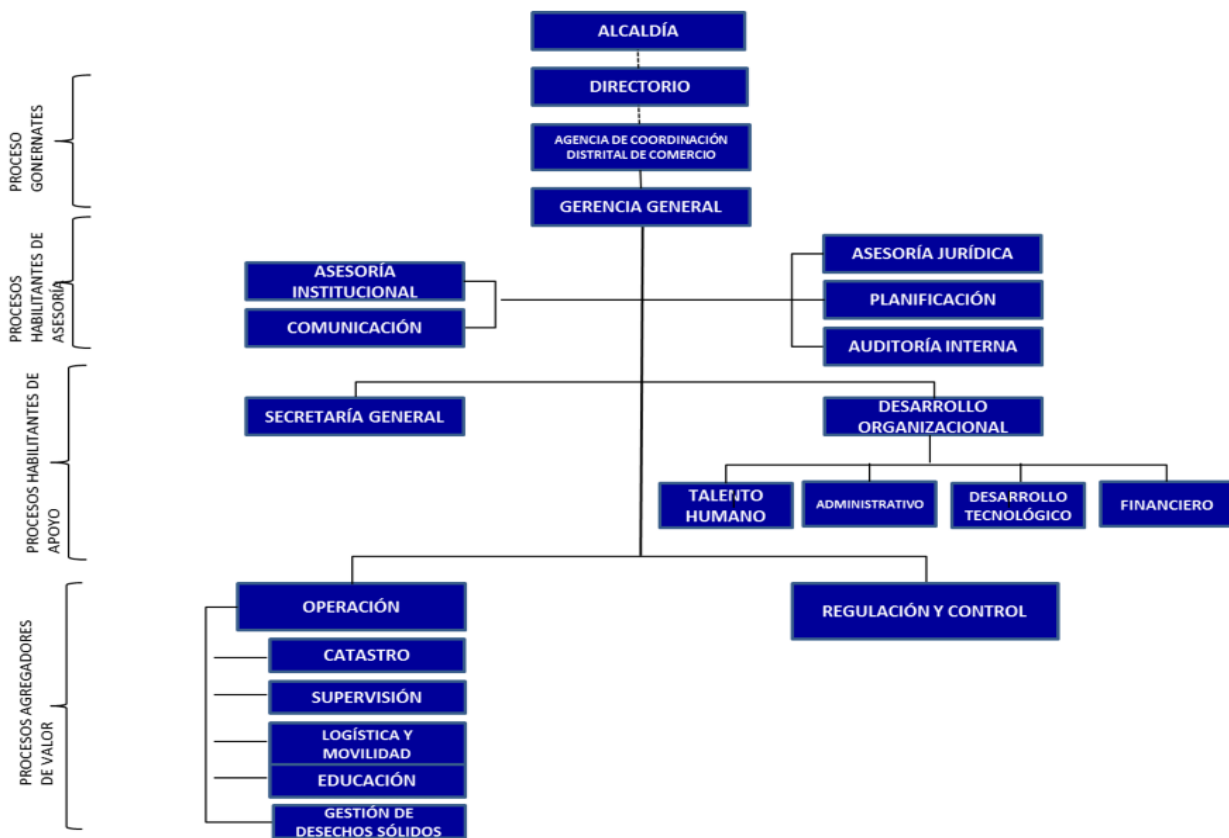 ALCALDÍA
PROCESO
GONERNATES
DIRECTORIO
AGENCIA DE COORDINACIÓN
DISTRITAL DE COMERCIO
GERENCIA GENERAL
PROCESOS
HABILITANTES DE
ASESORÍA
ASESORÍA
INSTITUCIONAL
COMUNICACIÓN
ASESORÍA JURÍDICA
PLANIFICACIÓN
AUDITORÍA INTERNA
PROCESOS HABILITANTES DE
APOYO
SECRETARÍA GENERAL
DESARROLLO
ORGANIZACIONAL
TALENTO
HUMANO
ADMINISTRATIVO
DESARROLLO
TECNOLÓGICO
FINANCIERO
PROCESOS AGREGADORES
DE VALOR
OPERACIÓN
CATASTRO
SUPERVISIÓN
LOGÍSTICA Y
MOVILIDAD
EDUCACIÓN
GESTIÓN DE
DESECHOS SÓLIDOS
REGULACIÓN Y CONTROL